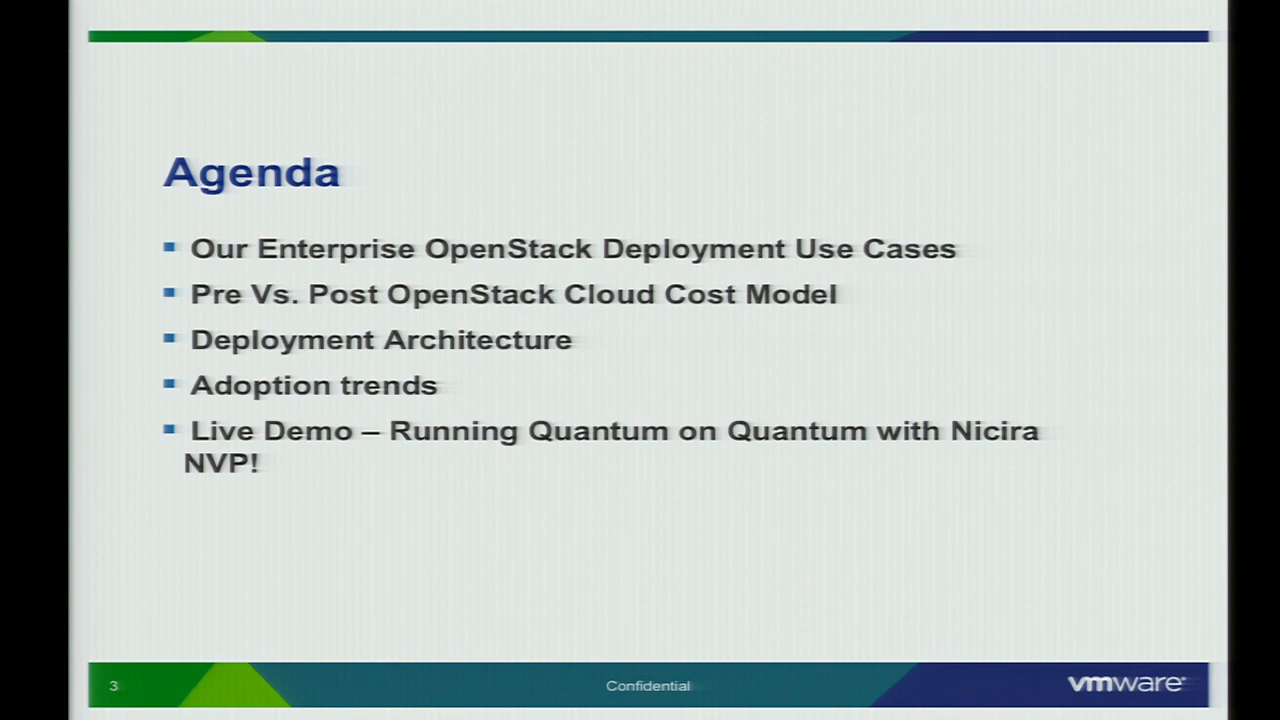 Agenda
Our Enterprise OpenStack Deployment Use Cases
Pre Vs. Post OpenStack Cloud Cost Model
Deployment Architecture
Adoption trends
Live Demo – Running Quantum on Quantum with Nicira
NVP!
3
Confidential
vmware